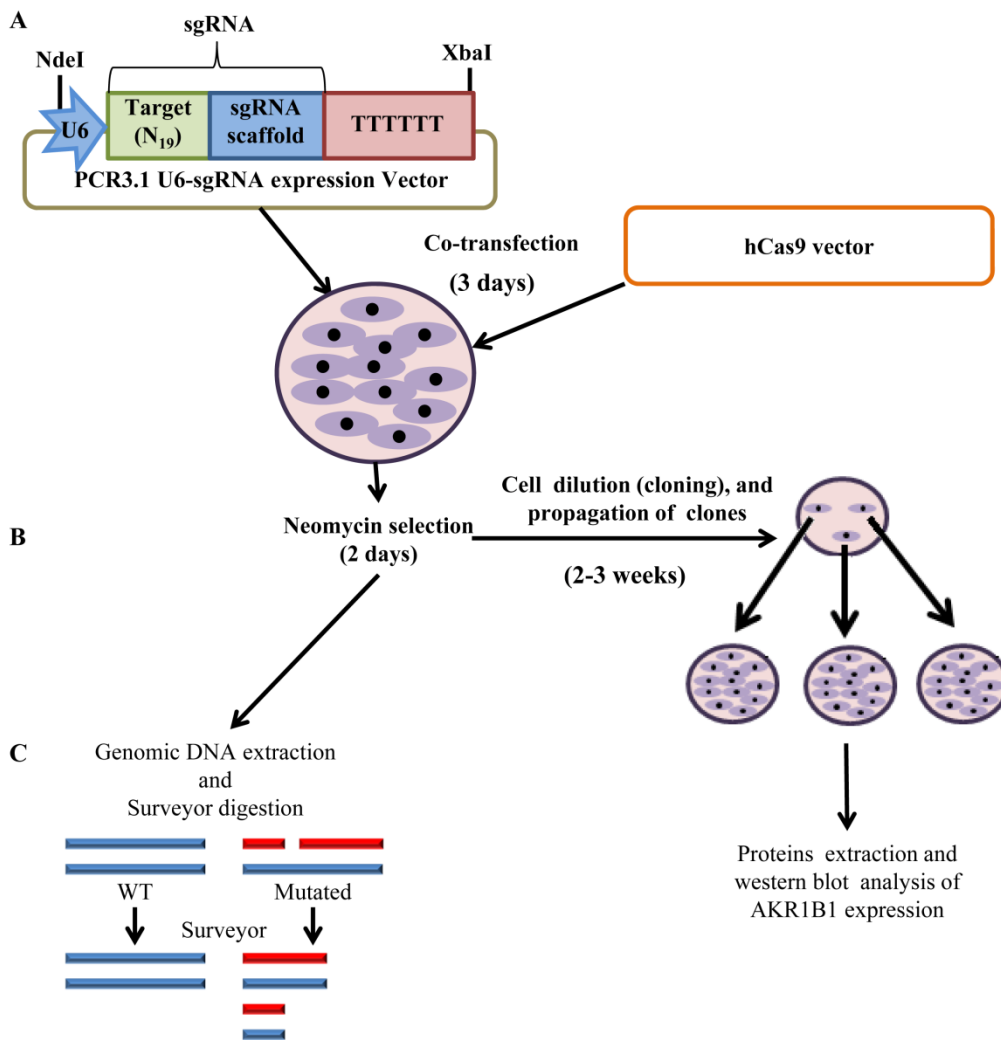 A
sgRNA
NdeI
XbaI
U6
Target
(N19)
sgRNA
scaffold
TTTTTT
PCR3.1 U6-sgRNA expression Vector
Co-transfection
(3 days)
hCas9 vector
B
Neomycin selection
(2 days)
Cell dilution (cloning), and
propagation of clones
(2-3 weeks)
C
Genomic DNA extraction
and
Surveyor digestion
WT
Mutated
Surveyor
Proteins extraction and
western blot analysis of
AKR1B1 expression